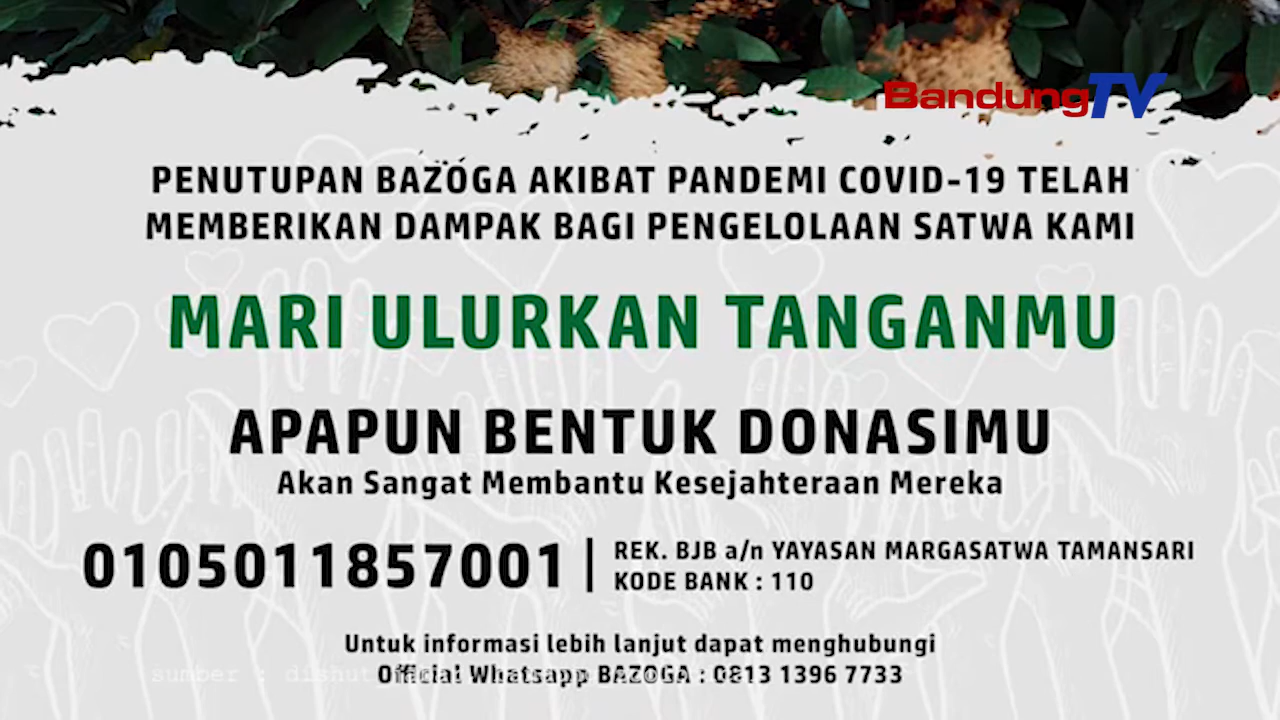 BandungTV
PENUTUPAN BAZOGA AKIBAT PANDEMI COVID-19 TELAH
MEMBERIKAN DAMPAK BAGI PENGELOLAAN SATWA KAMI
MARI ULURKAN TANGANMU
APAPUN BENTUK DONASIMU
Akan Sangat Membantu Kesejahteraan Mereka
0105011857001 | REK. BJB a/n YAYASAN MARGASATWA TAMANSARI
KODE BANK : 110
Untuk informasi lebih lanjut dapat menghubungi
Official Whatsapp BAZOGA : 0813 1396 7733
sumber :